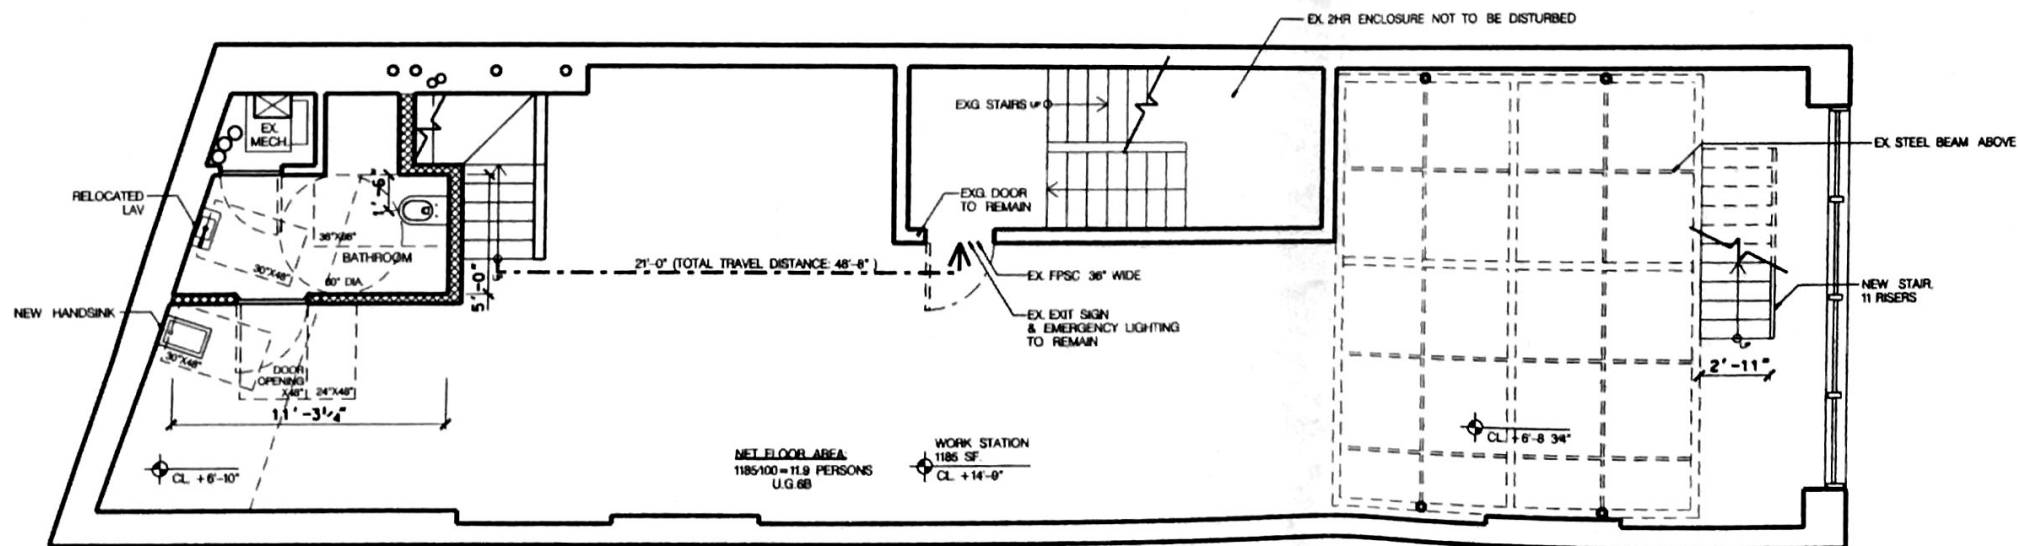 EX. 2HR ENCLOSURE NOT TO BE DISTURBED
EXG. STAIRS UP
EX.
MECH.
EX. STEEL BEAM ABOVE
RELOCATED
LAV
1'-6"
EXG. DOOR
TO REMAIN
30"X48"
BATHROOM
60" DIA.
5'-0"
21'-0" (TOTAL TRAVEL DISTANCE: 48'-8" )
EX. FPSC 36" WIDE
NEW STAIR,
11 RISERS
NEW HANDSINK
EX. EXIT SIGN
& EMERGENCY LIGHTING
TO REMAIN
UP
30"X48"
DOOR
OPENING
X48"
24"X48"
2'-11"
11'-3 1/4"
CL. +6'-8 3/4"
NET FLOOR AREA:
1185/100 = 11.9 PERSONS
U.G.6B
WORK STATION
1185 SF.
CL. +14'-9"
CL. +6'-10"